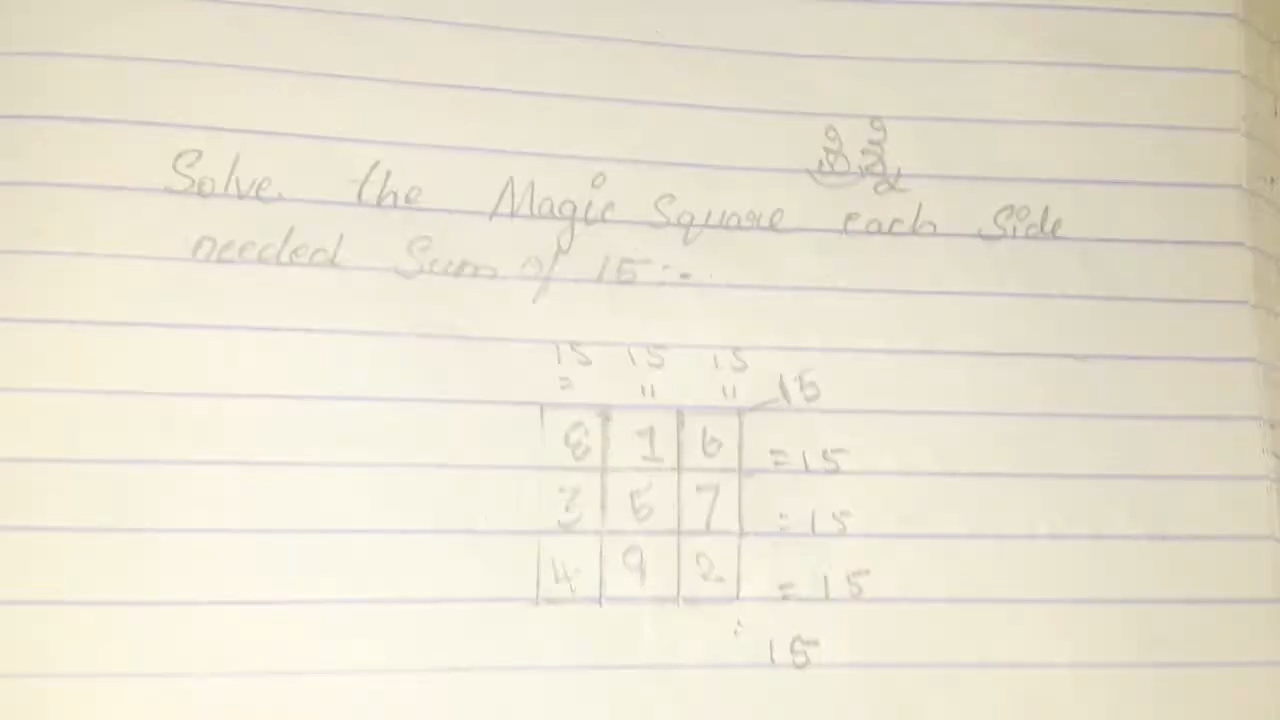 Solve the Magic Square each side
needed Sum of 15 :-
15 15 15
= " " 15
8 1 6 = 15
3 5 7 = 15
4 9 2 = 15
15